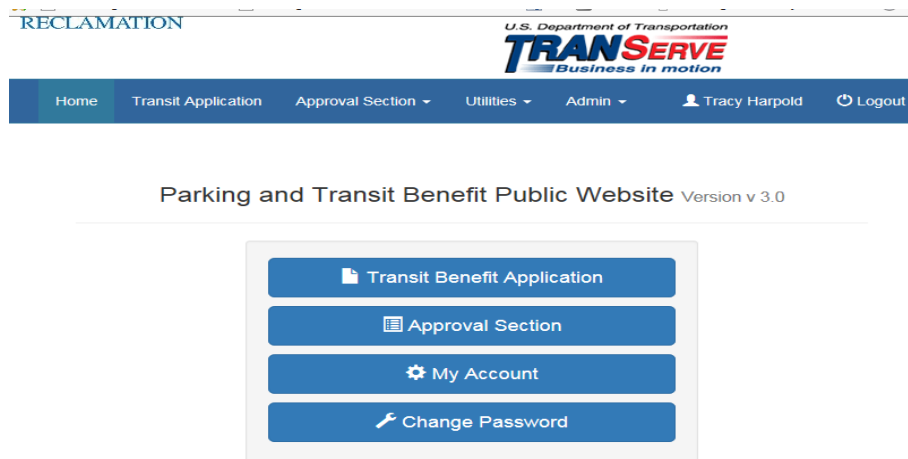 RECLAMATION
U.S. Department of Transportation
TRANSERVE
Business in motion
Home Transit Application Approval Section Utilities Admin Tracy Harpold Logout
Parking and Transit Benefit Public Website Version v 3.0
Transit Benefit Application
Approval Section
My Account
Change Password